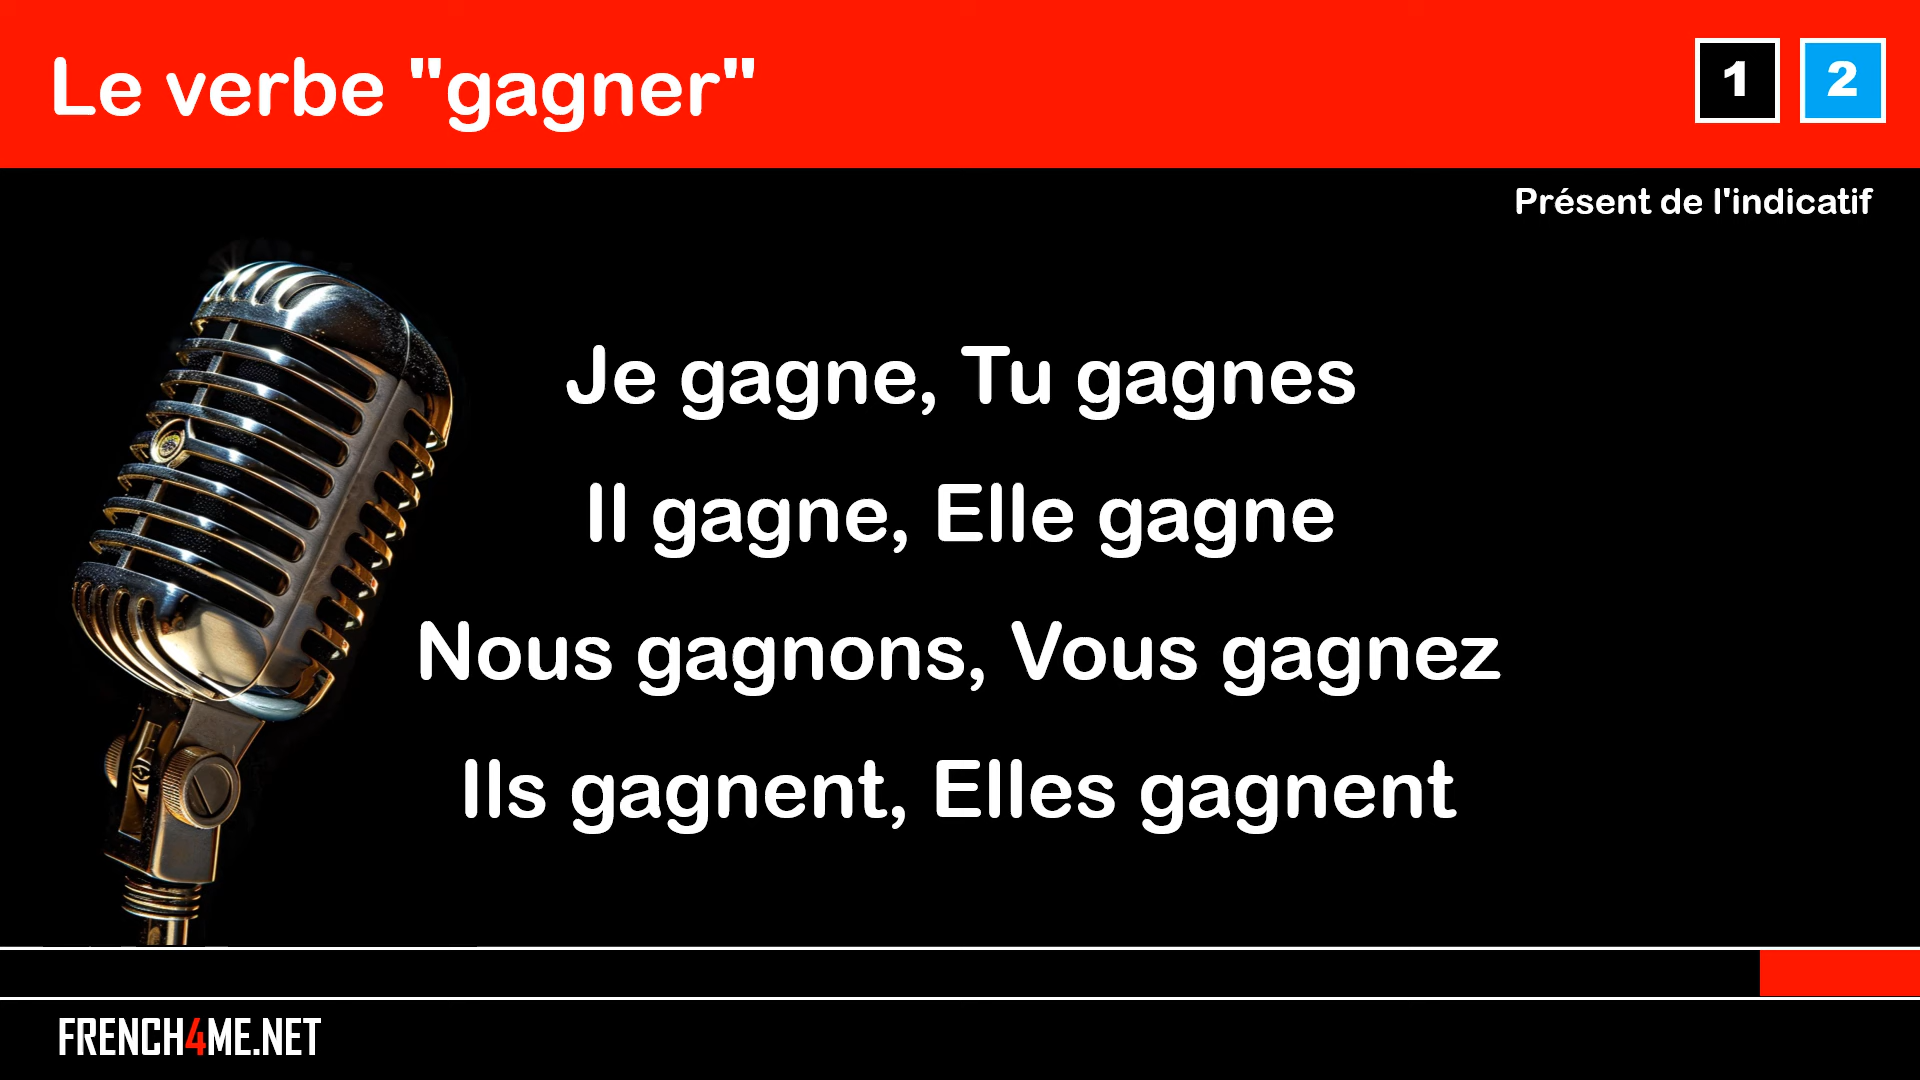 Le verbe "gagner"
1 2
Présent de l'indicatif
Je gagne, Tu gagnes
Il gagne, Elle gagne
Nous gagnons, Vous gagnez
Ils gagnent, Elles gagnent
FRENCH4ME.NET